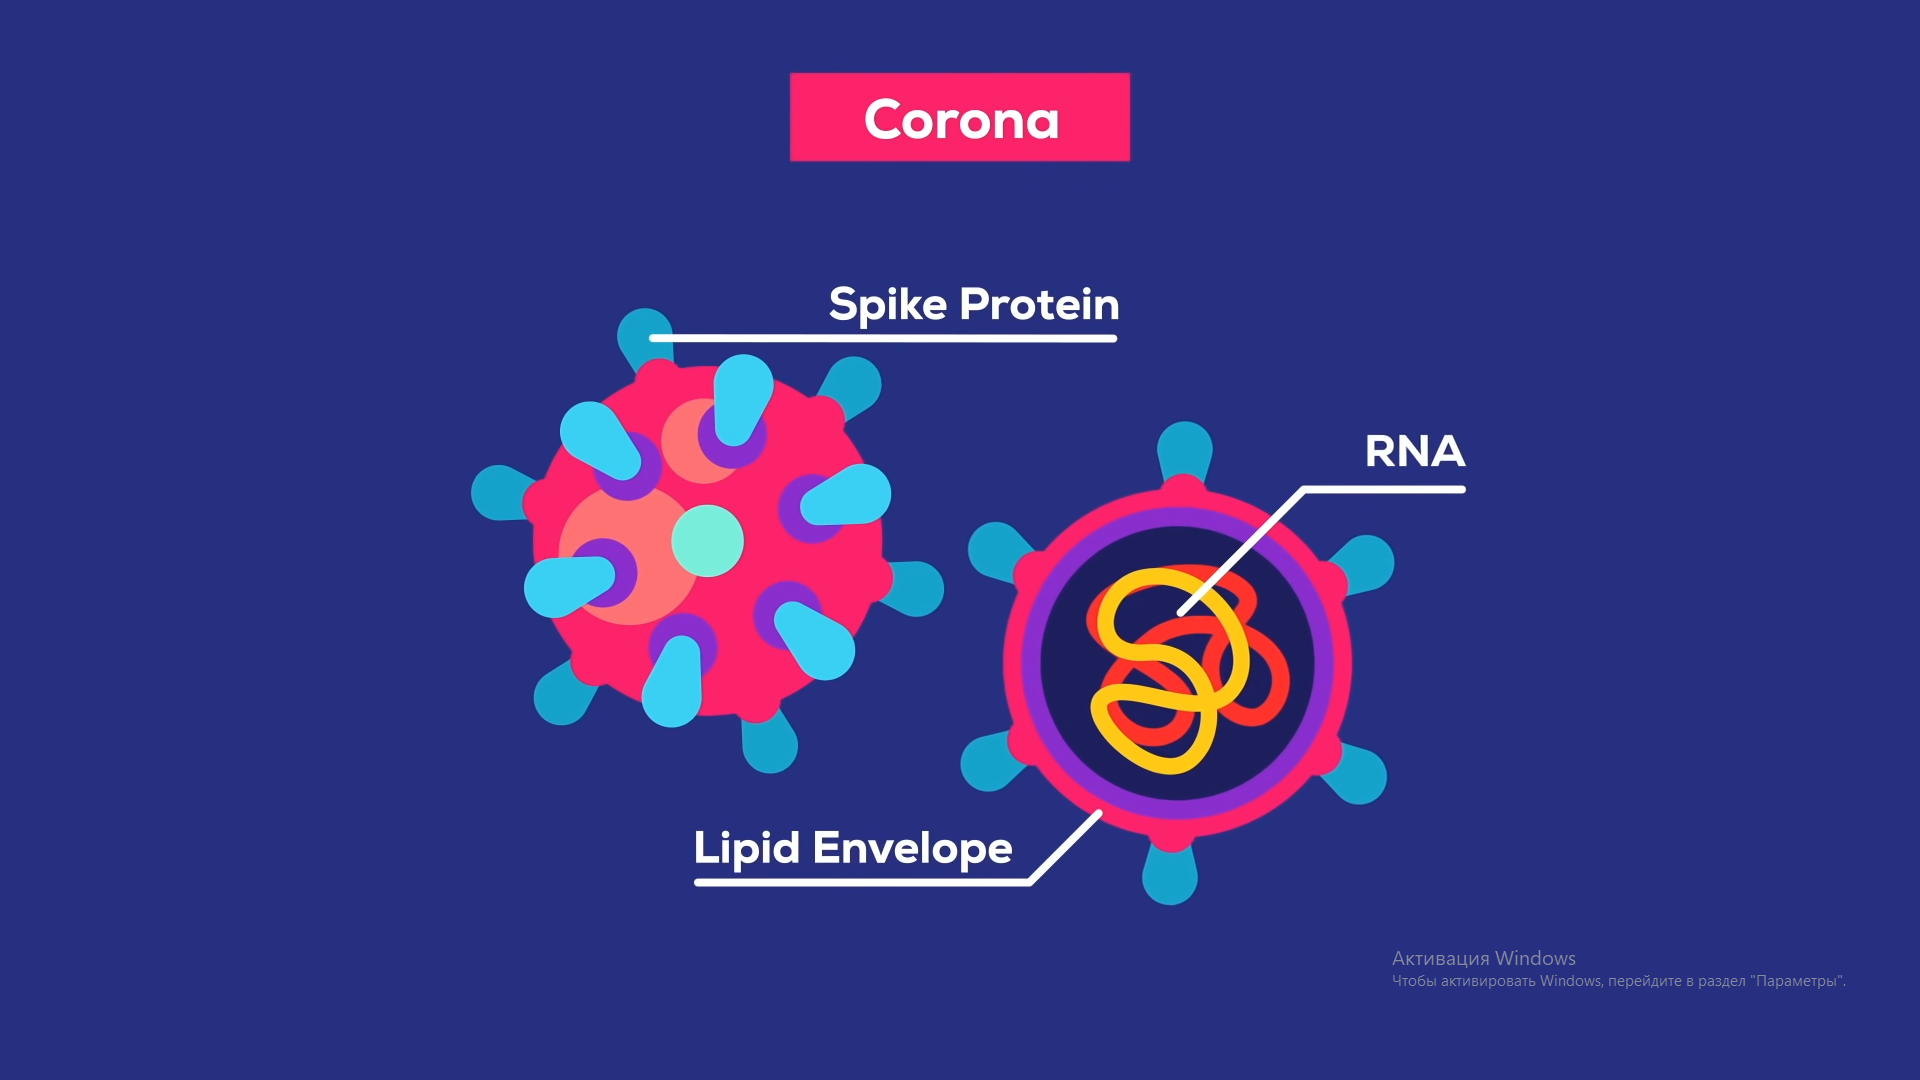 Corona
Spike Protein
RNA
Lipid Envelope
Активация Windows
Чтобы активировать Windows, перейдите в раздел "Параметры".